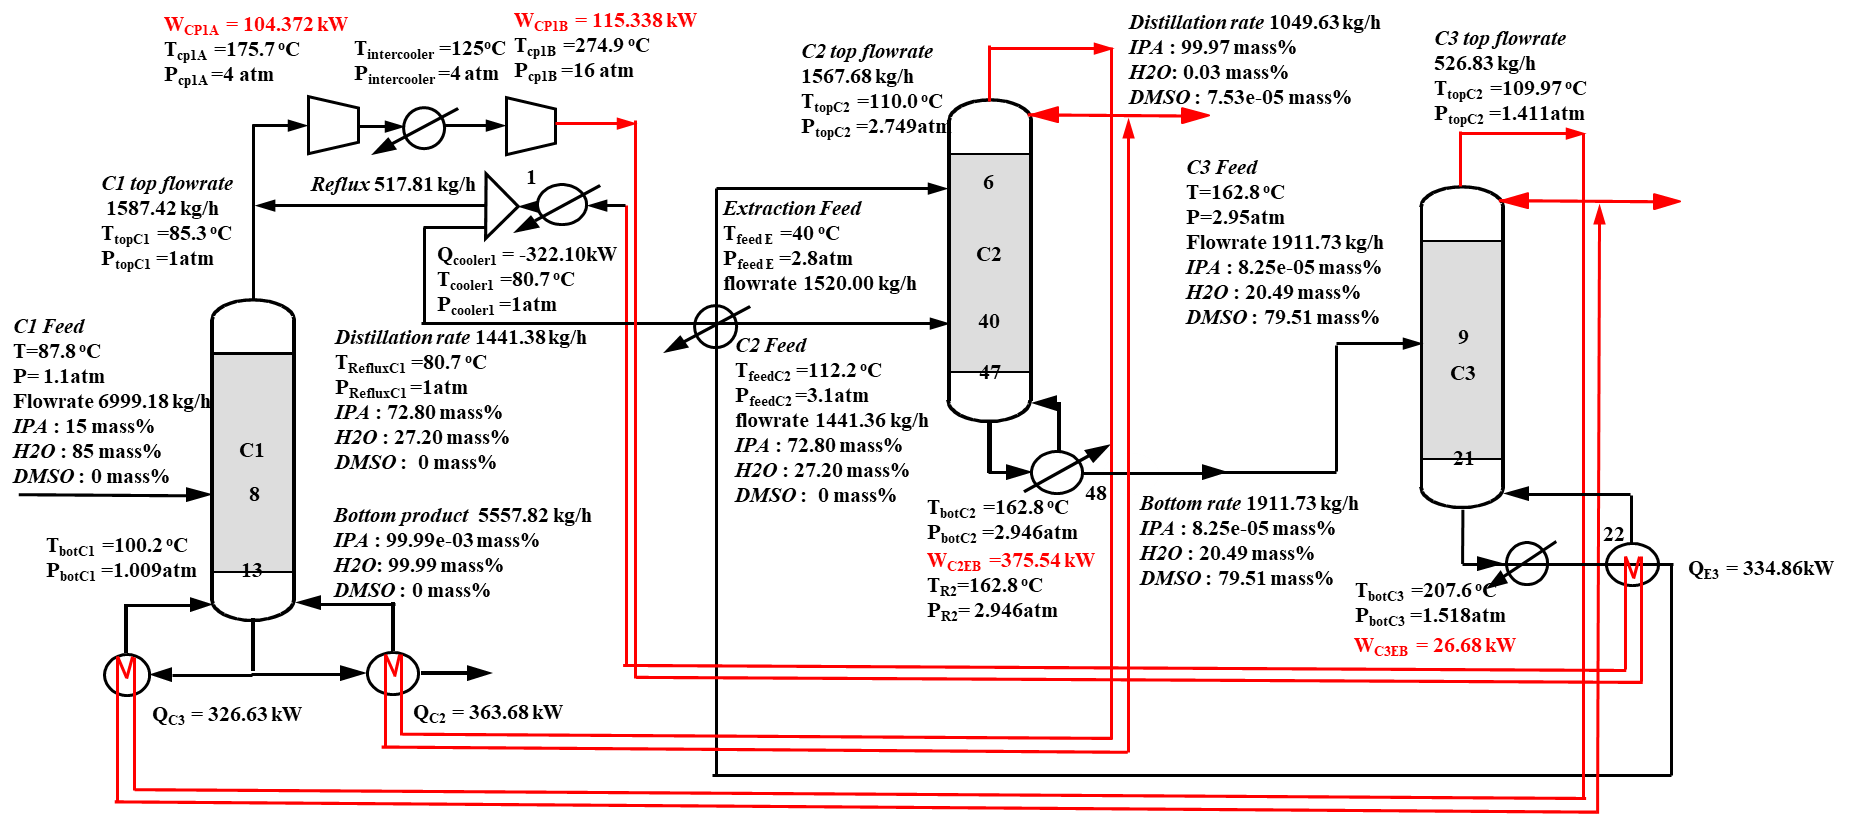 W_CP1A = 104.372 kW
T_cp1A =175.7 °C
P_cp1A =4 atm
T_intercooler =125°C
P_intercooler =4 atm
W_CP1B = 115.338 kW
T_cp1B =274.9 °C
P_cp1B =16 atm
C1 top flowrate
1587.42 kg/h
T_topC1 =85.3 °C
P_topC1 =1atm
Reflux 517.81 kg/h
1
Q_cooler1 = -322.10kW
T_cooler1 =80.7 °C
P_cooler1 =1atm
C1 Feed
T=87.8 °C
P= 1.1atm
Flowrate 6999.18 kg/h
IPA : 15 mass%
H2O : 85 mass%
DMSO : 0 mass%
C1
8
13
T_botC1 =100.2 °C
P_botC1 =1.009atm
Distillation rate 1441.38 kg/h
T_RefluxC1 =80.7 °C
P_RefluxC1 =1atm
IPA : 72.80 mass%
H2O : 27.20 mass%
DMSO : 0 mass%
Bottom product 5557.82 kg/h
IPA : 99.99e-03 mass%
H2O: 99.99 mass%
DMSO : 0 mass%
Q_C3 = 326.63 kW
Q_C2 = 363.68 kW
C2 top flowrate
1567.68 kg/h
T_topC2 =110.0 °C
P_topC2 =2.749atm
Extraction Feed
T_feed E =40 °C
P_feed E =2.8atm
flowrate 1520.00 kg/h
C2 Feed
T_feedC2 =112.2 °C
P_feedC2 =3.1atm
flowrate 1441.36 kg/h
IPA : 72.80 mass%
H2O : 27.20 mass%
DMSO : 0 mass%
6
C2
40
47
48
T_botC2 =162.8 °C
P_botC2 =2.946atm
W_C2EB =375.54 kW
T_R2=162.8 °C
P_R2= 2.946atm
Distillation rate 1049.63 kg/h
IPA : 99.97 mass%
H2O: 0.03 mass%
DMSO : 7.53e-05 mass%
Bottom rate 1911.73 kg/h
IPA : 8.25e-05 mass%
H2O : 20.49 mass%
DMSO : 79.51 mass%
C3 Feed
T=162.8 °C
P=2.95atm
Flowrate 1911.73 kg/h
IPA : 8.25e-05 mass%
H2O : 20.49 mass%
DMSO : 79.51 mass%
C3 top flowrate
526.83 kg/h
T_topC2 =109.97 °C
P_topC2 =1.411atm
9
C3
21
22
T_botC3 =207.6 °C
P_botC3 =1.518atm
W_C3EB = 26.68 kW
Q_E3 = 334.86kW